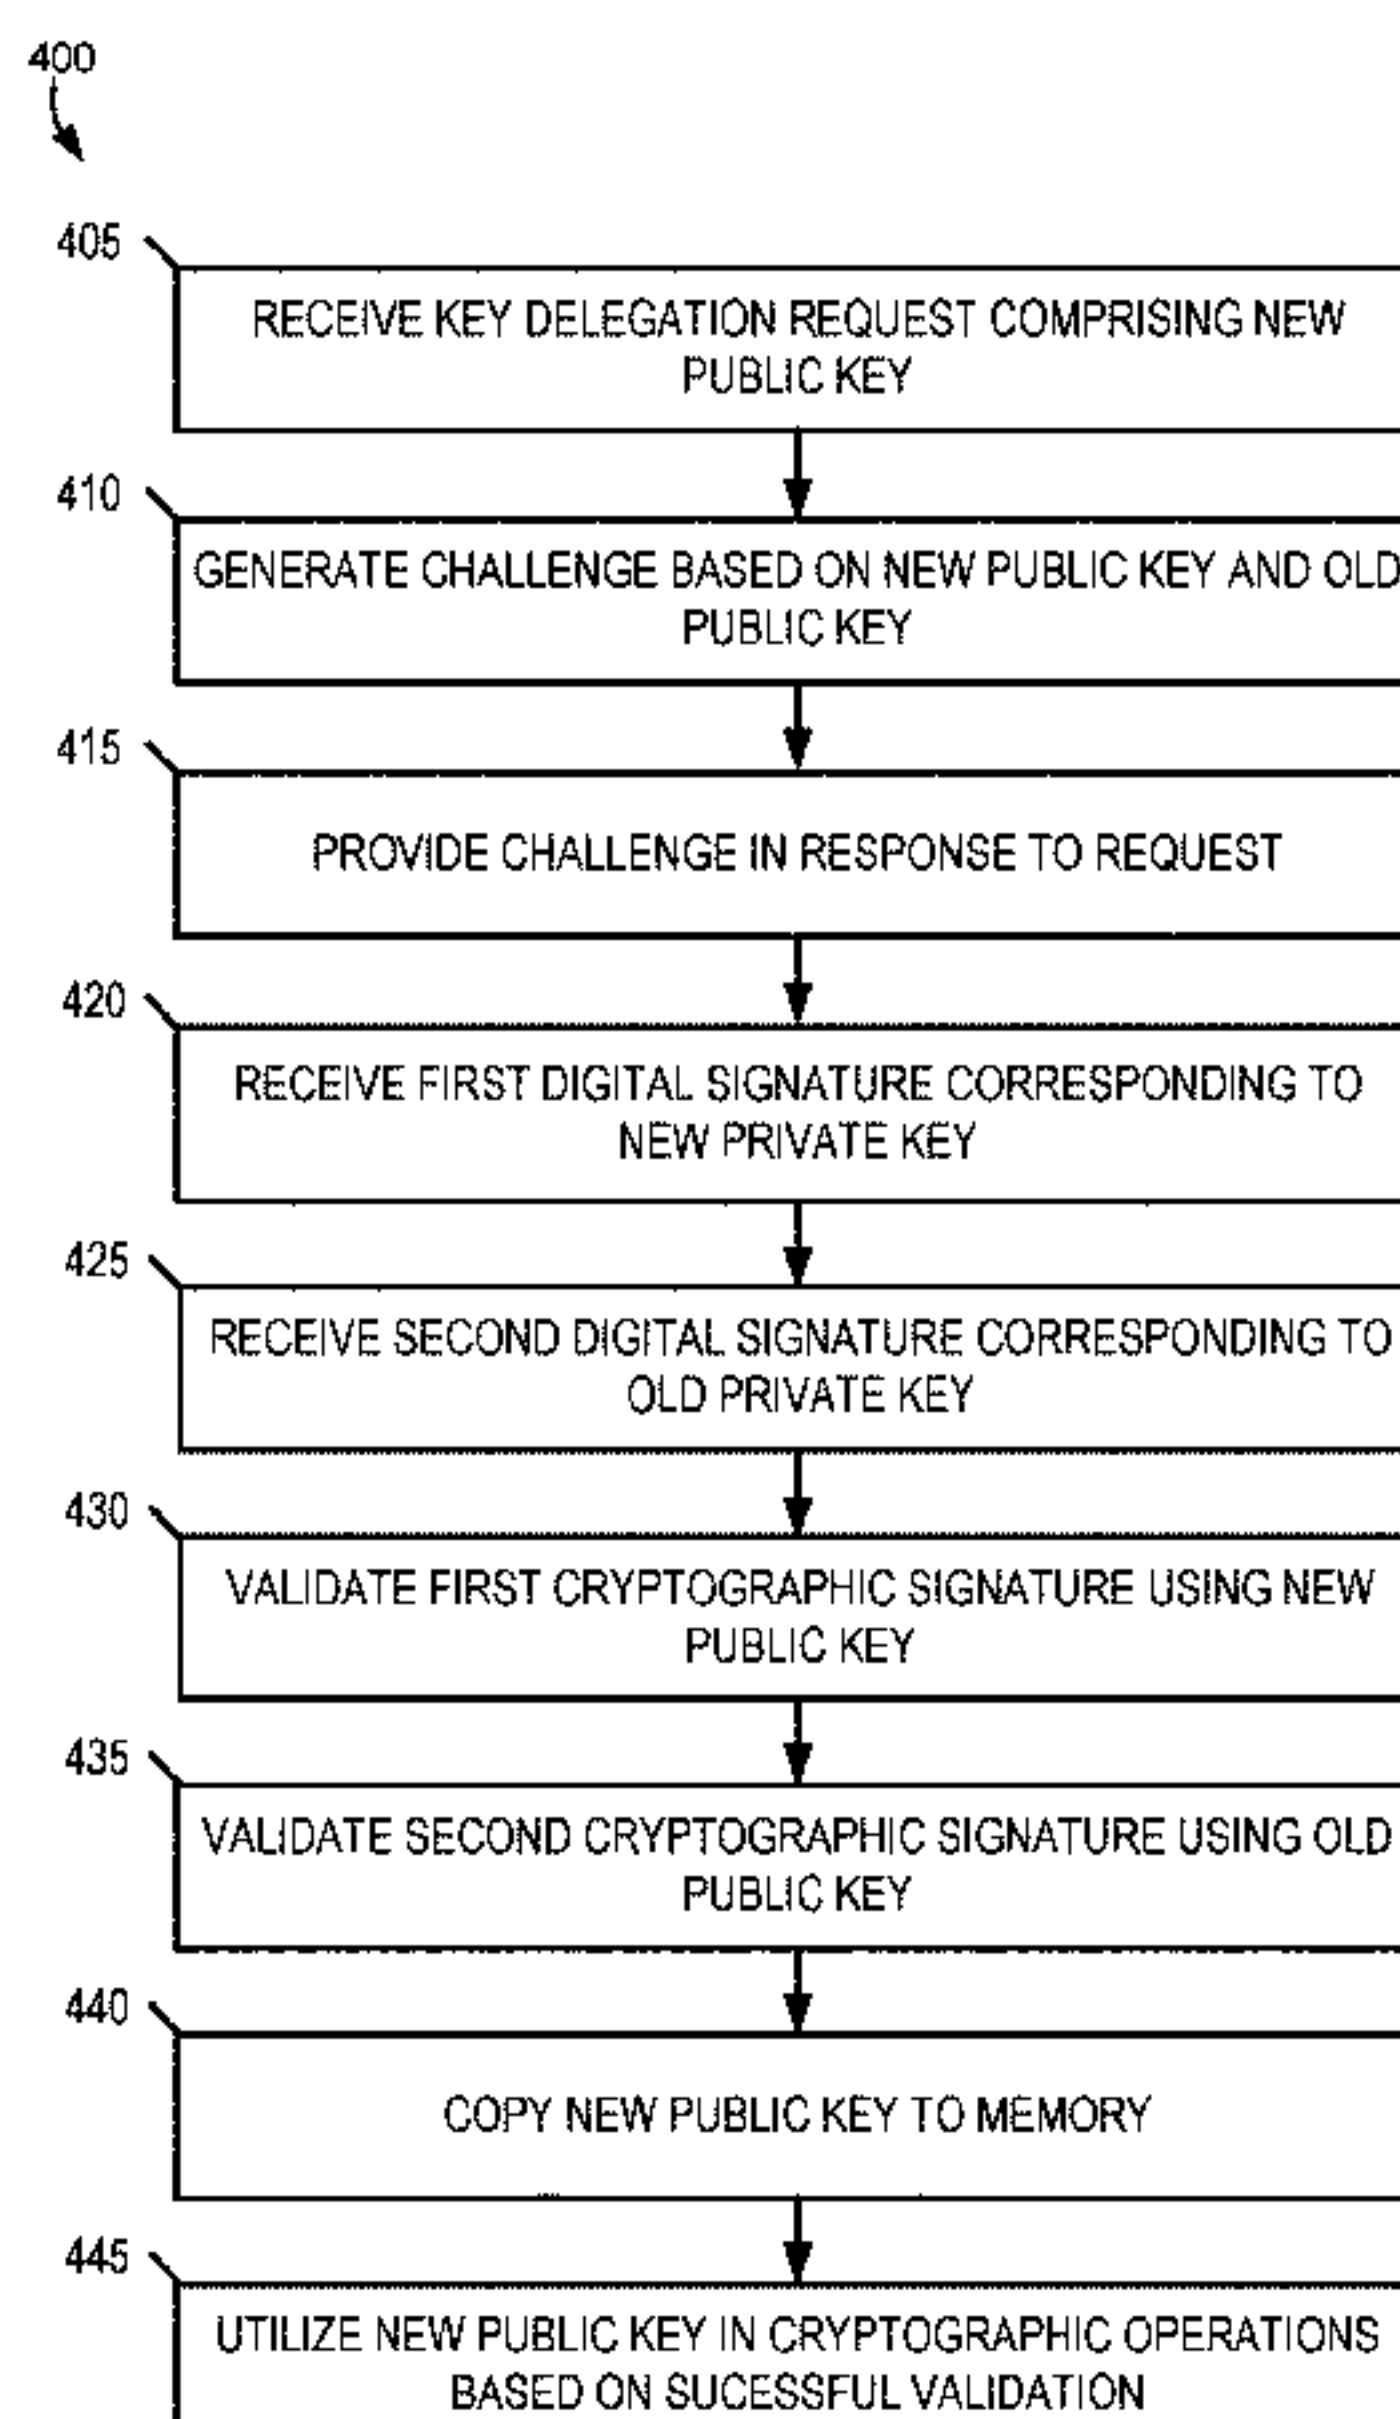 400
405
RECEIVE KEY DELEGATION REQUEST COMPRISING NEW
PUBLIC KEY
410
GENERATE CHALLENGE BASED ON NEW PUBLIC KEY AND OLD
PUBLIC KEY
415
PROVIDE CHALLENGE IN RESPONSE TO REQUEST
420
RECEIVE FIRST DIGITAL SIGNATURE CORRESPONDING TO
NEW PRIVATE KEY
425
RECEIVE SECOND DIGITAL SIGNATURE CORRESPONDING TO
OLD PRIVATE KEY
430
VALIDATE FIRST CRYPTOGRAPHIC SIGNATURE USING NEW
PUBLIC KEY
435
VALIDATE SECOND CRYPTOGRAPHIC SIGNATURE USING OLD
PUBLIC KEY
440
COPY NEW PUBLIC KEY TO MEMORY
445
UTILIZE NEW PUBLIC KEY IN CRYPTOGRAPHIC OPERATIONS
BASED ON SUCESSFUL VALIDATION